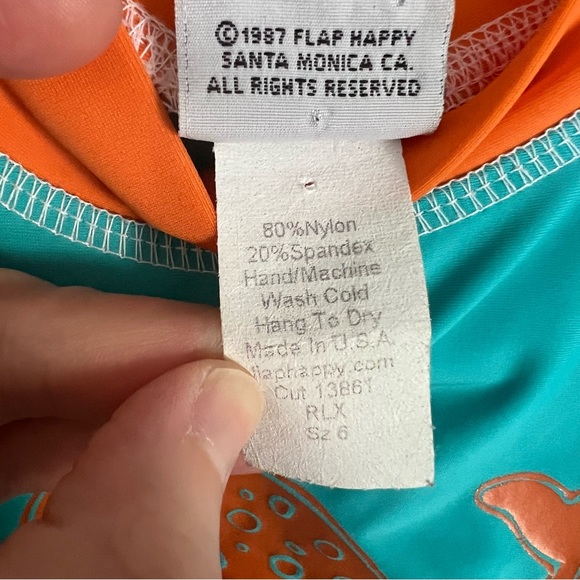 ©1987 FLAP HAPPY
SANTA MONICA CA.
ALL RIGHTS RESERVED
80%Nylon
20%Spandex
Hand/Machine
Wash Cold
Hang To Dry
Made In U.S.A.
flaphappy.com
Cut 13861
RLX
Sz 6